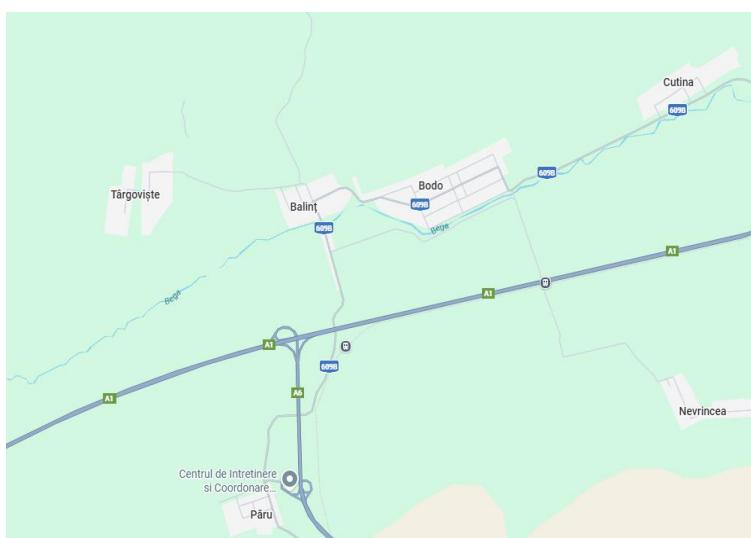 Cutina
609B
Bodo
609B
Târgoviște
609B
Balinț
609B
Bega
A1
Bega
A1
A1
609B
A6
A1
Nevrincea
Centrul de Intretinere
si Coordonare...
Păru